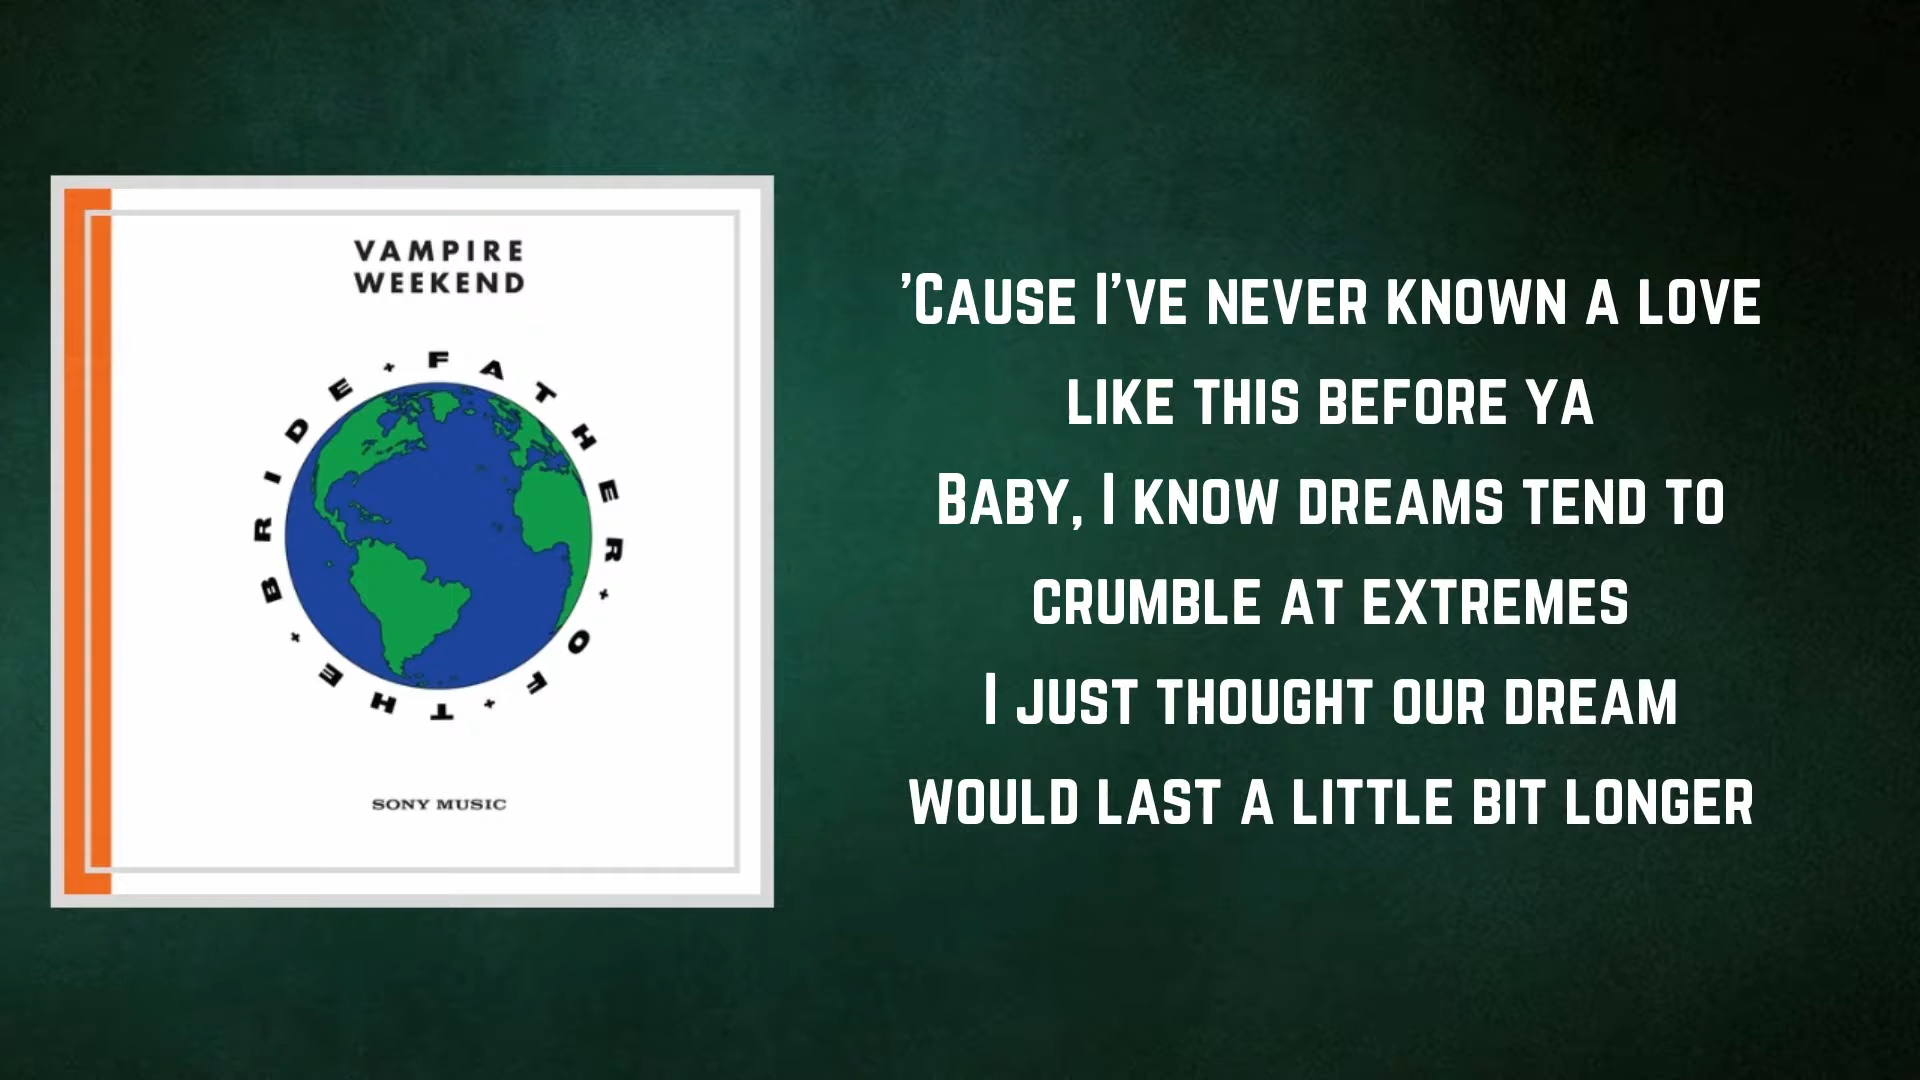 VAMPIRE
WEEKEND
FATHER + OF + THE + BRIDE +
SONY MUSIC
'Cause I've never known a love
like this before ya
Baby, I know dreams tend to
crumble at extremes
I just thought our dream
would last a little bit longer